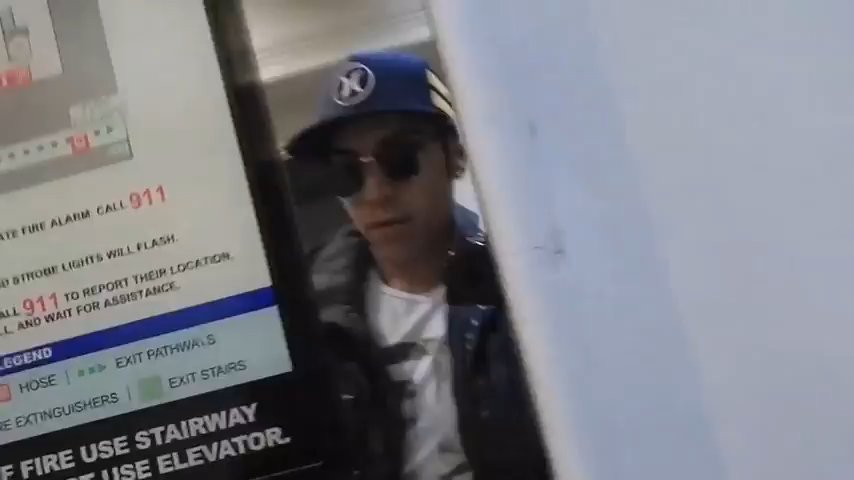 ATE FIRE ALARM. CALL 911
D STROBE LIGHTS WILL FLASH.
ALL 911 TO REPORT THEIR LOCATION,
AND WAIT FOR ASSISTANCE.
LEGEND
HOSE | EXIT PATHWAYS
RE EXTINGUISHERS | EXIT STAIRS
F FIRE USE STAIRWAY
T USE ELEVATOR.